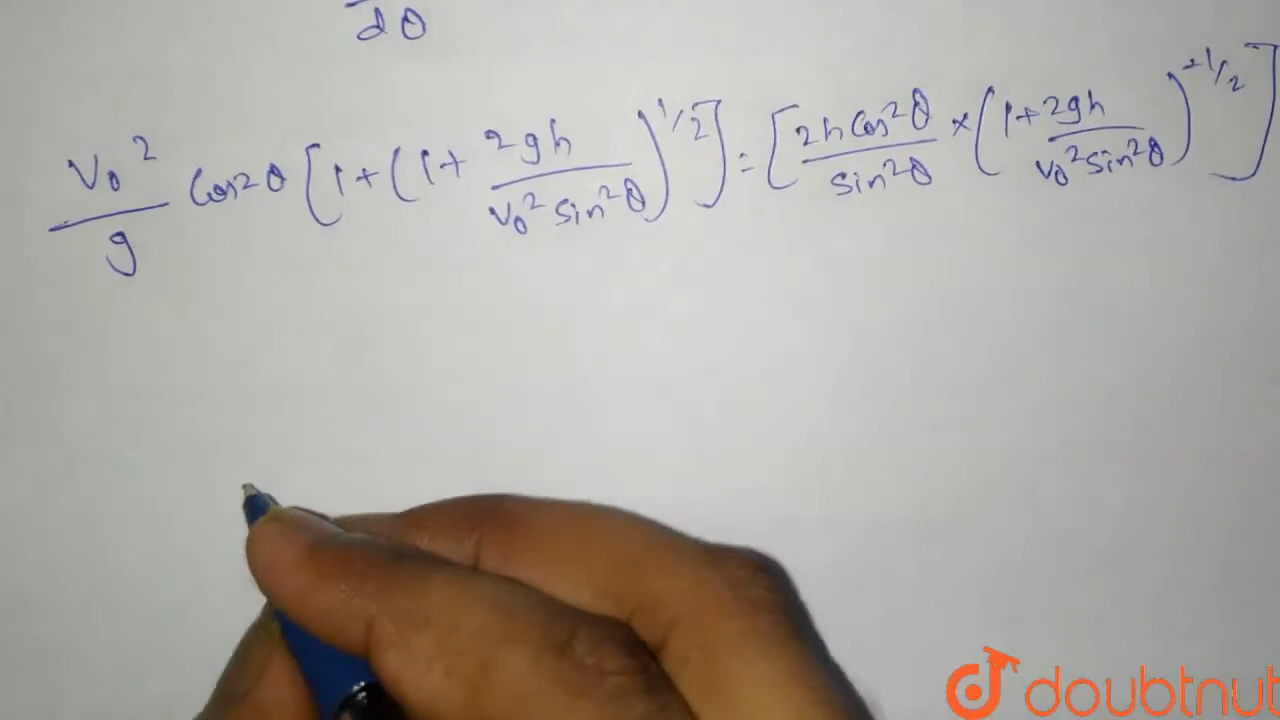 dθ
v₀²/g cos2θ [1+(1+ 2gh/v₀² sin²θ)^1/2] = [2h cos²θ/sin²θ × (1+2gh/v₀² sin²θ)^-1/2]
doubtnut